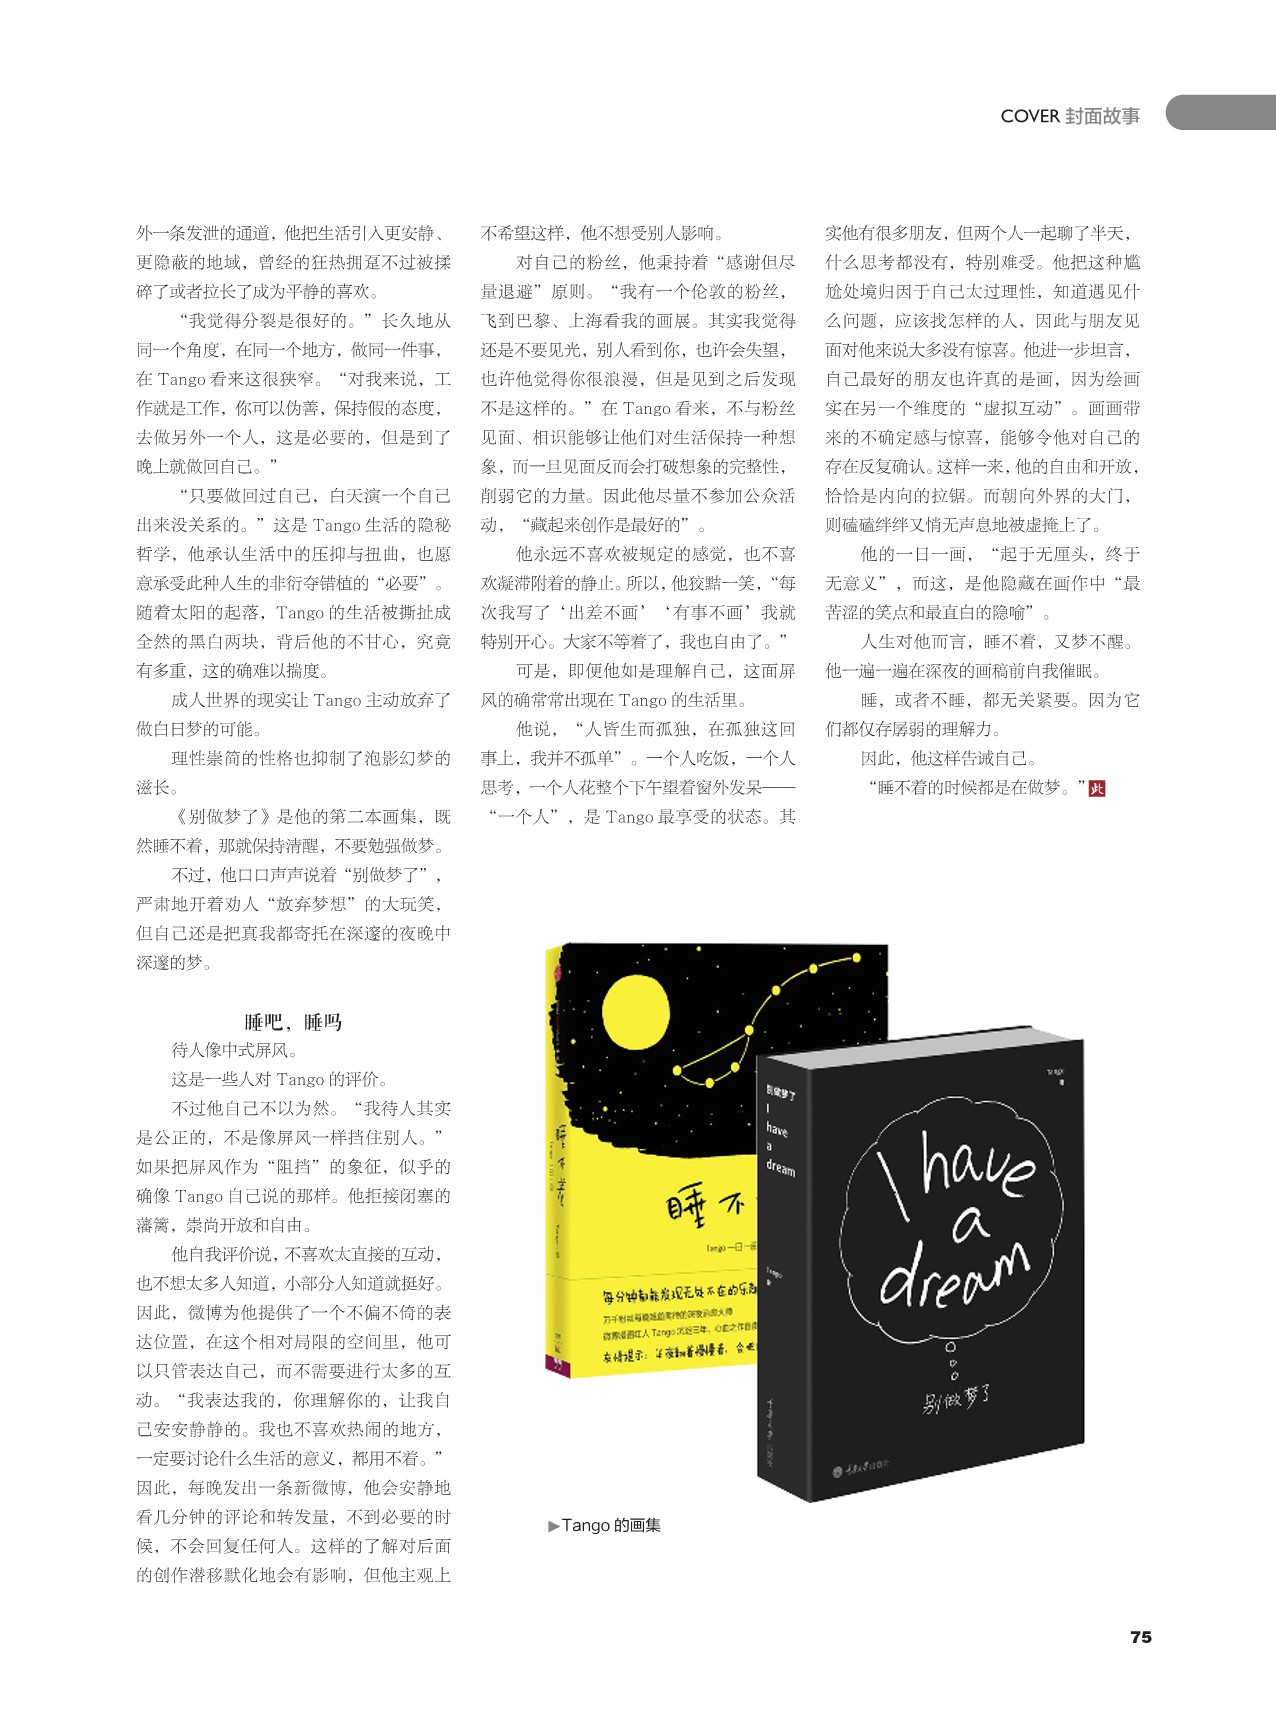 COVER 封面故事
外一条发泄的通道，他把生活引入更安静、
更隐蔽的地域，曾经的狂热拥趸不过被揉
碎了或者拉长了成为平静的喜欢。
“我觉得分裂是很好的。”长久地从
同一个角度，在同一个地方，做同一件事，
在 Tango 看来这很狭窄。“对我来说，工
作就是工作，你可以伪善，保持假的态度，
去做另外一个人，这是必要的，但是到了
晚上就做回自己。”
“只要做回过自己，白天演一个自己
出来没关系的。”这是 Tango 生活的隐秘
哲学，他承认生活中的压抑与扭曲，也愿
意承受此种人生的非衍夺错植的“必要”。
随着太阳的起落，Tango 的生活被撕扯成
全然的黑白两块，背后他的不甘心，究竟
有多重，这的确难以揣度。
成人世界的现实让 Tango 主动放弃了
做白日梦的可能。
理性崇简的性格也抑制了泡影幻梦的
滋长。
《别做梦了》是他的第二本画集，既
然睡不着，那就保持清醒，不要勉强做梦。
不过，他口口声声说着“别做梦了”，
严肃地开着劝人“放弃梦想”的大玩笑，
但自己还是把真我都寄托在深邃的夜晚中
深邃的梦。
睡吧，睡吗
待人像中式屏风。
这是一些人对 Tango 的评价。
不过他自己不以为然。“我待人其实
是公正的，不是像屏风一样挡住别人。”
如果把屏风作为“阻挡”的象征，似乎的
确像 Tango 自己说的那样。他拒接闭塞的
藩篱，崇尚开放和自由。
他自我评价说，不喜欢太直接的互动，
也不想太多人知道，小部分人知道就挺好。
因此，微博为他提供了一个不偏不倚的表
达位置，在这个相对局限的空间里，他可
以只管表达自己，而不需要进行太多的互
动。“我表达我的，你理解你的，让我自
己安安静静的。我也不喜欢热闹的地方，
一定要讨论什么生活的意义，都用不着。”
因此，每晚发出一条新微博，他会安静地
看几分钟的评论和转发量，不到必要的时
候，不会回复任何人。这样的了解对后面
的创作潜移默化地会有影响，但他主观上
不希望这样，他不想受别人影响。
对自己的粉丝，他秉持着“感谢但尽
量退避”原则。“我有一个伦敦的粉丝，
飞到巴黎、上海看我的画展。其实我觉得
还是不要见光，别人看到你，也许会失望，
也许他觉得你很浪漫，但是见到之后发现
不是这样的。”在 Tango 看来，不与粉丝
见面、相识能够让他们对生活保持一种想
象，而一旦见面反而会打破想象的完整性，
削弱它的力量。因此他尽量不参加公众活
动，“藏起来创作是最好的”。
他永远不喜欢被规定的感觉，也不喜
欢凝滞附着的静止。所以，他狡黠一笑，“每
次我写了‘出差不画’‘有事不画’我就
特别开心。大家不等着了，我也自由了。”
可是，即便他如是理解自己，这面屏
风的确常常出现在 Tango 的生活里。
他说，“人皆生而孤独，在孤独这回
事上，我并不孤单”。一个人吃饭，一个人
思考，一个人花整个下午望着窗外发呆——
“一个人”，是 Tango 最享受的状态。其
实他有很多朋友，但两个人一起聊了半天，
什么思考都没有，特别难受。他把这种尴
尬处境归因于自己太过理性，知道遇见什
么问题，应该找怎样的人，因此与朋友见
面对他来说大多没有惊喜。他进一步坦言，
自己最好的朋友也许真的是画，因为绘画
实在另一个维度的“虚拟互动”。画画带
来的不确定感与惊喜，能够令他对自己的
存在反复确认。这样一来，他的自由和开放，
恰恰是内向的拉锯。而朝向外界的大门，
则磕磕绊绊又悄无声息地被虚掩上了。
他的一日一画，“起于无厘头，终于
无意义”，而这，是他隐藏在画作中“最
苦涩的笑点和最直白的隐喻”。
人生对他而言，睡不着，又梦不醒。
他一遍一遍在深夜的画稿前自我催眠。
睡，或者不睡，都无关紧要。因为它
们都仅存孱弱的理解力。
因此，他这样告诫自己。
“睡不着的时候都是在做梦。”此
睡不着
睡不
Tango 一日一画
每分钟都能发现无处不在的乐趣
别做梦了
I
have
a
dream
Tango
著
Tango
著
I have
a
dream
别做梦了
重庆大学出版社
▶Tango 的画集
75